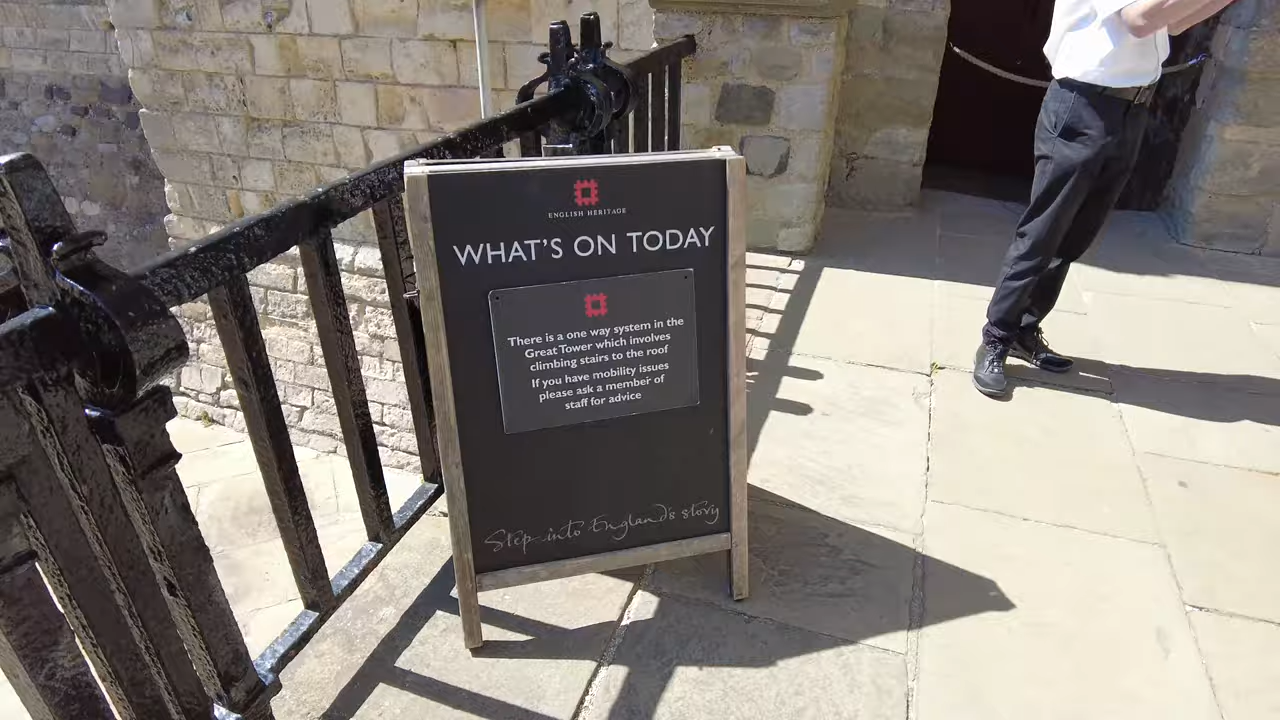 ENGLISH HERITAGE
WHAT'S ON TODAY
There is a one way system in the
Great Tower which involves
climbing stairs to the roof
If you have mobility issues
please ask a member of
staff for advice
Step into England's story